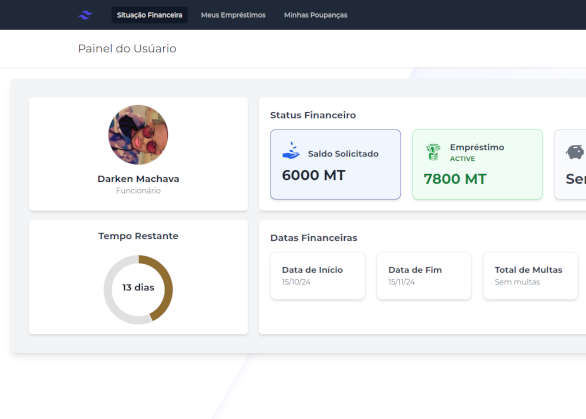 Situação Financeira Meus Empréstimos Minhas Poupanças
Painel do Usúario
Darken Machava
Funcionário
Status Financeiro
Saldo Solicitado
6000 MT
Empréstimo
ACTIVE
7800 MT
Tempo Restante
13 dias
Datas Financeiras
Data de Início
15/10/24
Data de Fim
15/11/24
Total de Multas
Sem multas